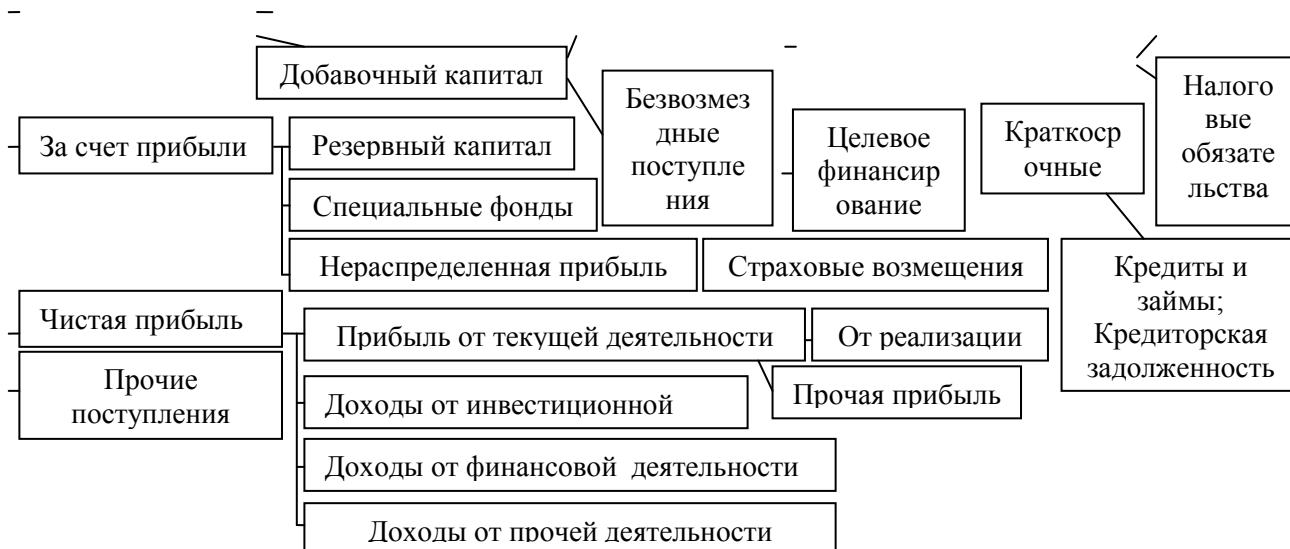 Добавочный капитал
Безвозмез
дные
поступле
ния
Целевое
финансир
ование
Краткоср
очные
Налого
вые
обязате
льства
За счет прибыли
Резервный капитал
Специальные фонды
Нераспределенная прибыль
Страховые возмещения
Кредиты и
займы;
Кредиторская
задолженность
Чистая прибыль
Прибыль от текущей деятельности
От реализации
Прочие
поступления
Прочая прибыль
Доходы от инвестиционной
Доходы от финансовой деятельности
Доходы от прочей деятельности